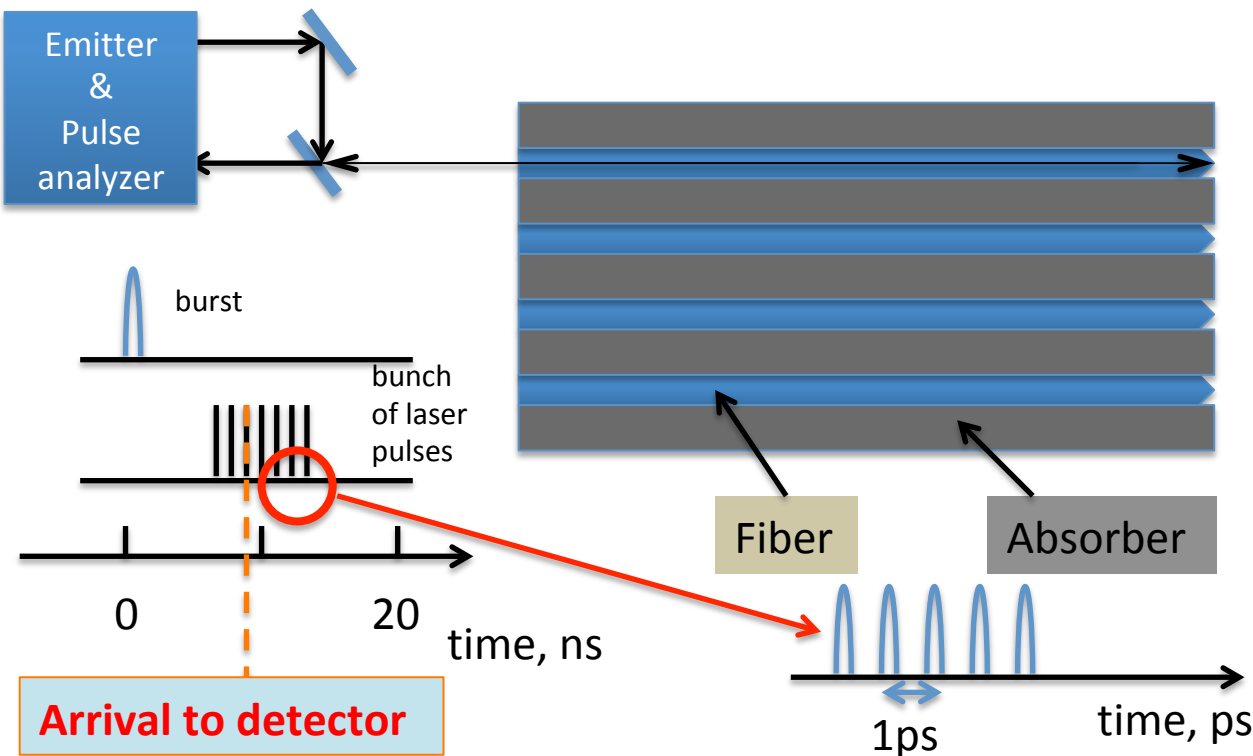 Emitter
&
Pulse
analyzer
burst
bunch
of laser
pulses
Fiber
Absorber
0
20
time, ns
Arrival to detector
1ps
time, ps